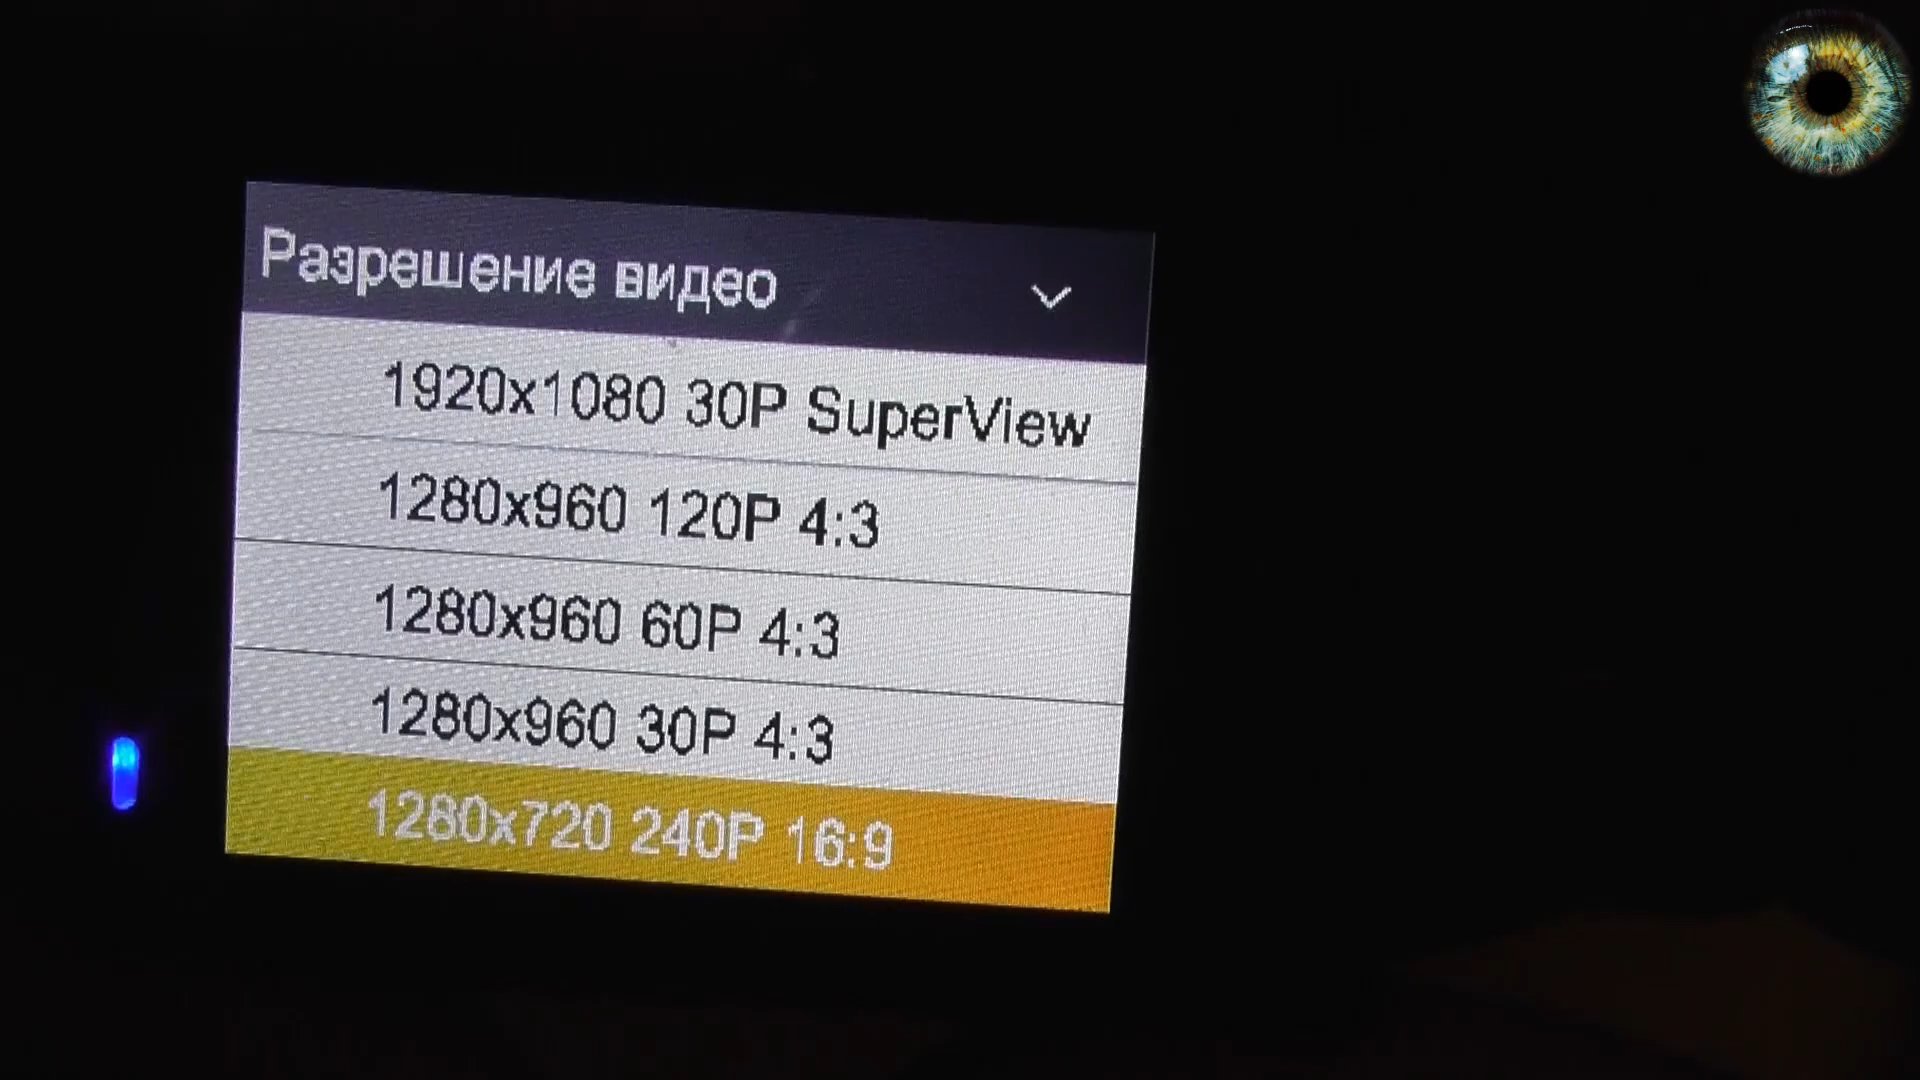 Разрешение видео
1920x1080 30P SuperView
1280x960 120P 4:3
1280x960 60P 4:3
1280x960 30P 4:3
1280x720 240P 16:9